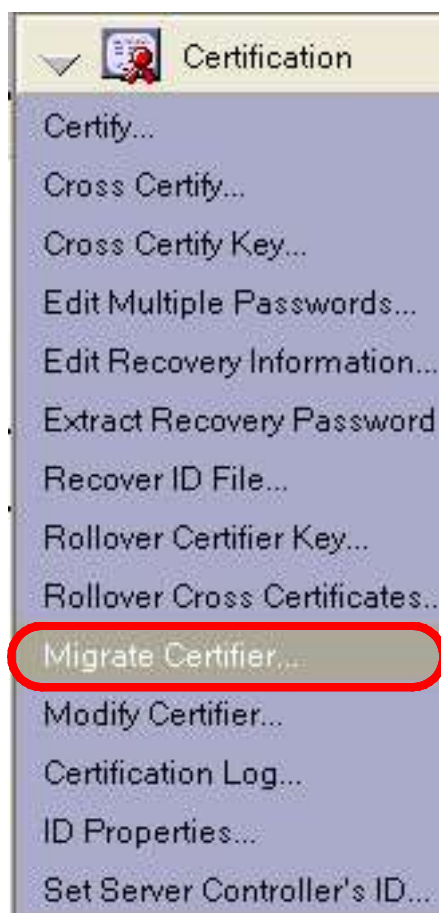 Certification
Certify...
Cross Certify...
Cross Certify Key...
Edit Multiple Passwords...
Edit Recovery Information...
Extract Recovery Password
Recover ID File...
Rollover Certifier Key...
Rollover Cross Certificates..
Migrate Certifier...
Modify Certifier...
Certification Log...
ID Properties...
Set Server Controller's ID...